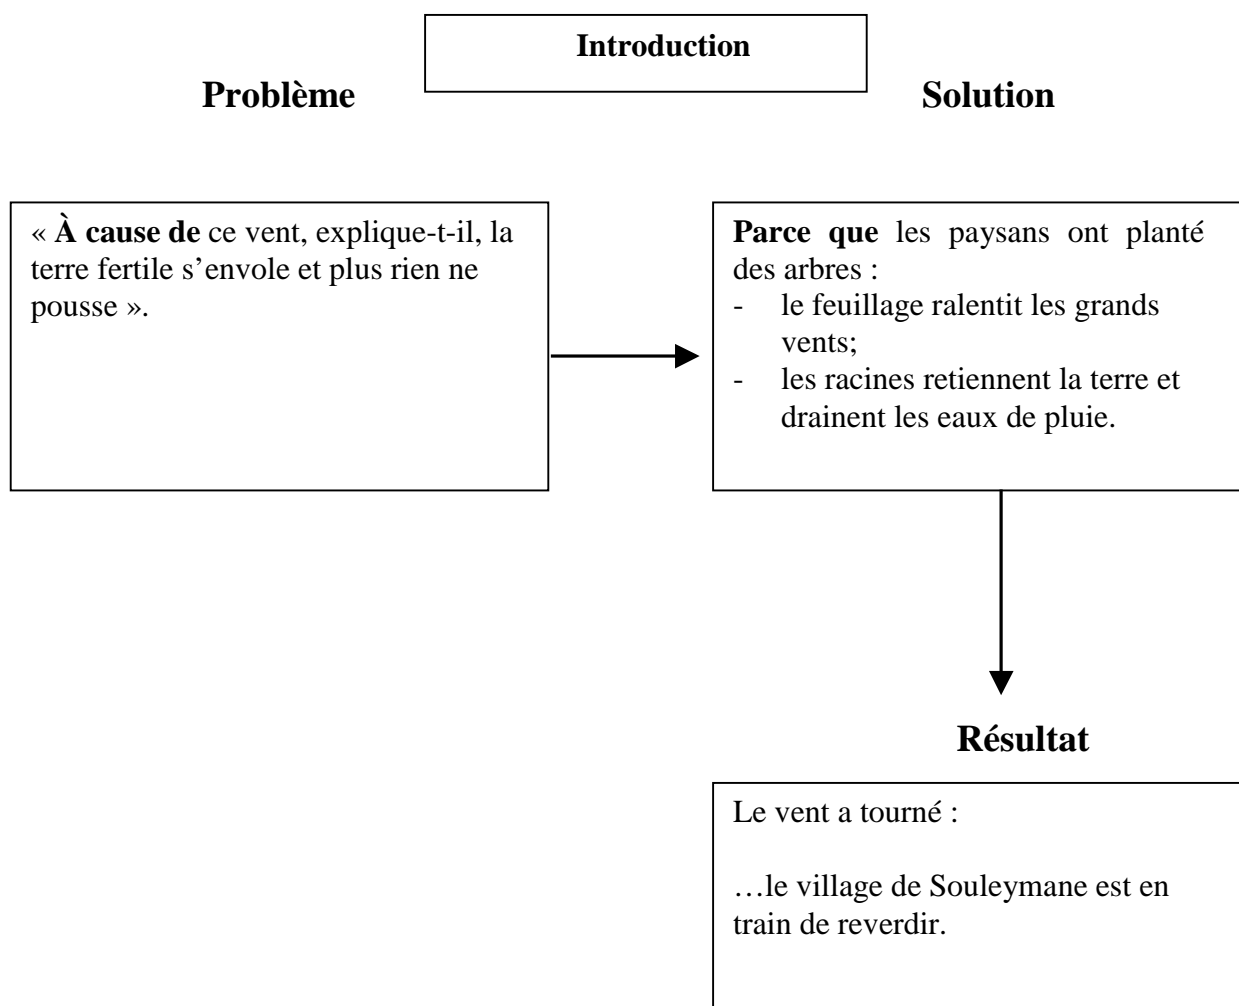 Introduction
Problème
Solution
« À cause de ce vent, explique-t-il, la
terre fertile s’envole et plus rien ne
pousse ».
Parce que les paysans ont planté
des arbres :
- le feuillage ralentit les grands
vents;
- les racines retiennent la terre et
drainent les eaux de pluie.
Résultat
Le vent a tourné :
…le village de Souleymane est en
train de reverdir.